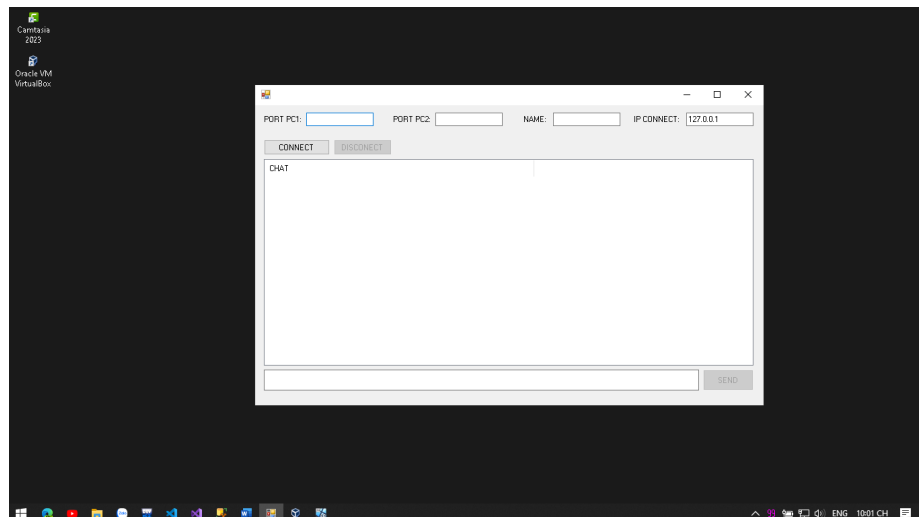 Camtasia
2023
Oracle VM
VirtualBox
PORT PC1: PORT PC2: NAME: IP CONNECT: 127.0.0.1
CONNECT DISCONECT
CHAT
SEND
ENG 10:01 CH